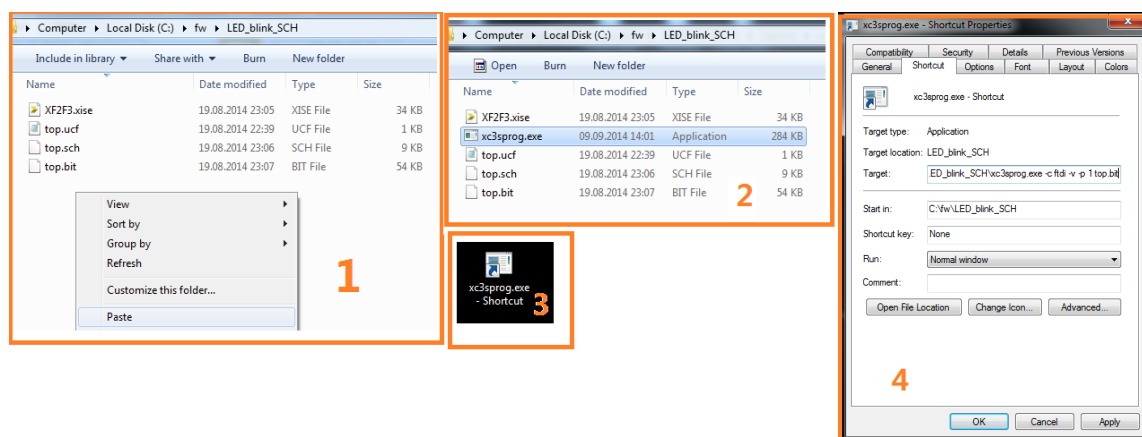 Computer ▸ Local Disk (C:) ▸ fw ▸ LED_blink_SCH
Include in library Share with Burn New folder
Name Date modified Type Size
XF2F3.xise 19.08.2014 23:05 XISE File 34 KB
top.ucf 19.08.2014 22:39 UCF File 1 KB
top.sch 19.08.2014 23:06 SCH File 9 KB
top.bit 19.08.2014 23:07 BIT File 54 KB
View
Sort by
Group by
Refresh
Customize this folder...
Paste
1
Computer ▸ Local Disk (C:) ▸ fw ▸ LED_blink_SCH
Open Burn New folder
Name Date modified Type Size
XF2F3.xise 19.08.2014 23:05 XISE File 34 KB
xc3sprog.exe 09.09.2014 14:01 Application 284 KB
top.ucf 19.08.2014 22:39 UCF File 1 KB
top.sch 19.08.2014 23:06 SCH File 9 KB
top.bit 19.08.2014 23:07 BIT File 54 KB
2
xc3sprog.exe
- Shortcut
3
xc3sprog.exe - Shortcut Properties
Compatibility Security Details Previous Versions
General Shortcut Options Font Layout Colors
xc3sprog.exe - Shortcut
Target type: Application
Target location: LED_blink_SCH
Target: ED_blink_SCH\xc3sprog.exe -c ftdi -v -p 1 top.bit
Start in: C:\fw\LED_blink_SCH
Shortcut key: None
Run: Normal window
Comment:
Open File Location Change Icon... Advanced...
4
OK Cancel Apply